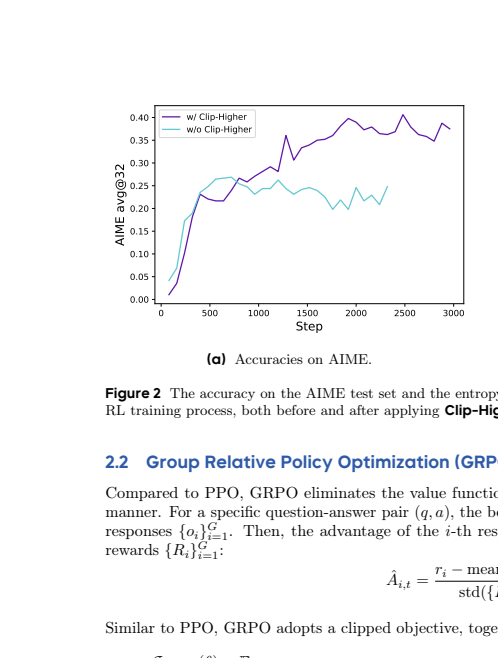 w/ Clip-Higher
w/o Clip-Higher
AIME avg@32
0.40
0.35
0.30
0.25
0.20
0.15
0.10
0.05
0.00
0 500 1000 1500 2000 2500 3000
Step
(a) Accuracies on AIME.
Figure 2 The accuracy on the AIME test set and the entropy
RL training process, both before and after applying Clip-Hig
2.2 Group Relative Policy Optimization (GRP
Compared to PPO, GRPO eliminates the value functio
manner. For a specific question-answer pair (q, a), the be
responses {o_i}_{i=1}^G. Then, the advantage of the i-th res
rewards {R_i}_{i=1}^G:
Â_{i,t} = r_i − mean
std({
Similar to PPO, GRPO adopts a clipped objective, toge